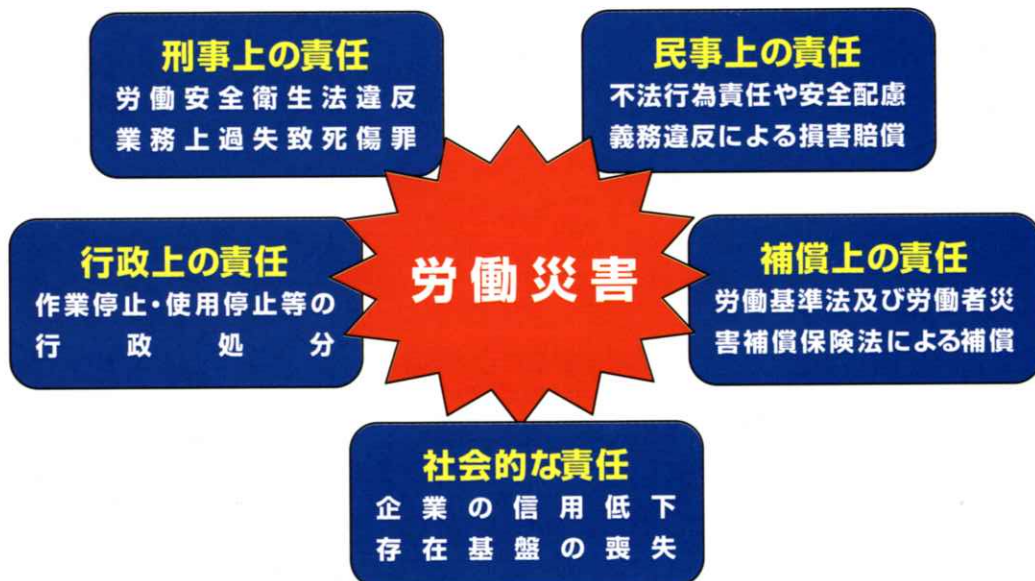 刑事上の責任
労働安全衛生法違反
業務上過失致死傷罪
民事上の責任
不法行為責任や安全配慮
義務違反による損害賠償
行政上の責任
作業停止・使用停止等の
行政処分
労働災害
補償上の責任
労働基準法及び労働者災
害補償保険法による補償
社会的な責任
企業の信用低下
存在基盤の喪失